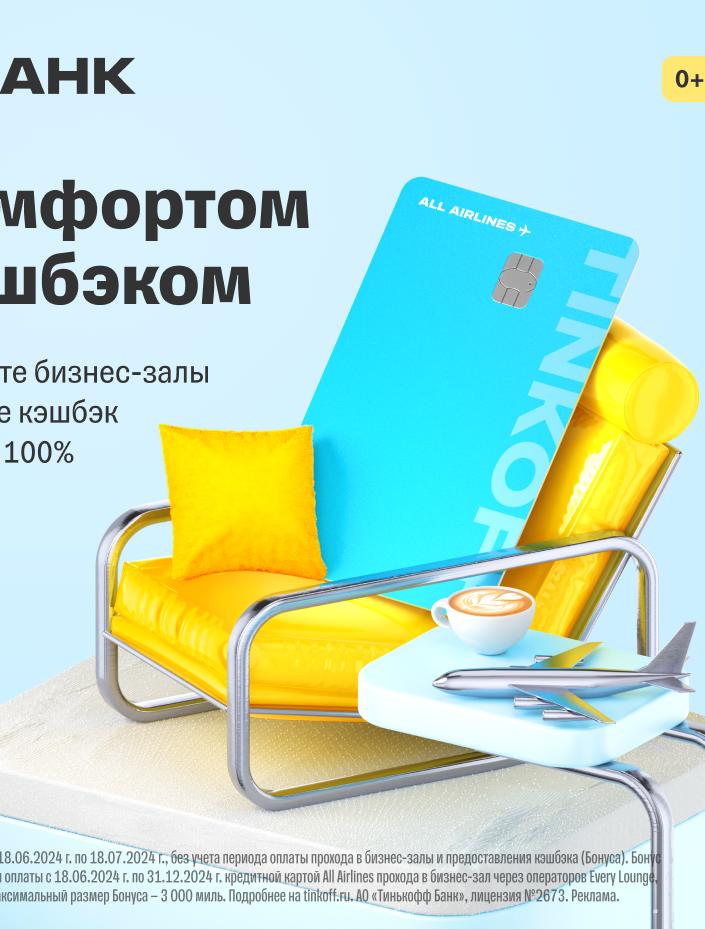 АНК
0+
мфортом
шбэком
ALL AIRLINES
TINKOF
те бизнес-залы
е кэшбэк
100%
18.06.2024 г. по 18.07.2024 г., без учета периода оплаты прохода в бизнес-залы и предоставления кэшбэка (Бонуса). Бонус
оплаты с 18.06.2024 г. по 31.12.2024 г. кредитной картой All Airlines прохода в бизнес-зал через операторов Every Lounge,
аксимальный размер Бонуса – 3 000 миль. Подробнее на tinkoff.ru. АО «Тинькофф Банк», лицензия №2673. Реклама.